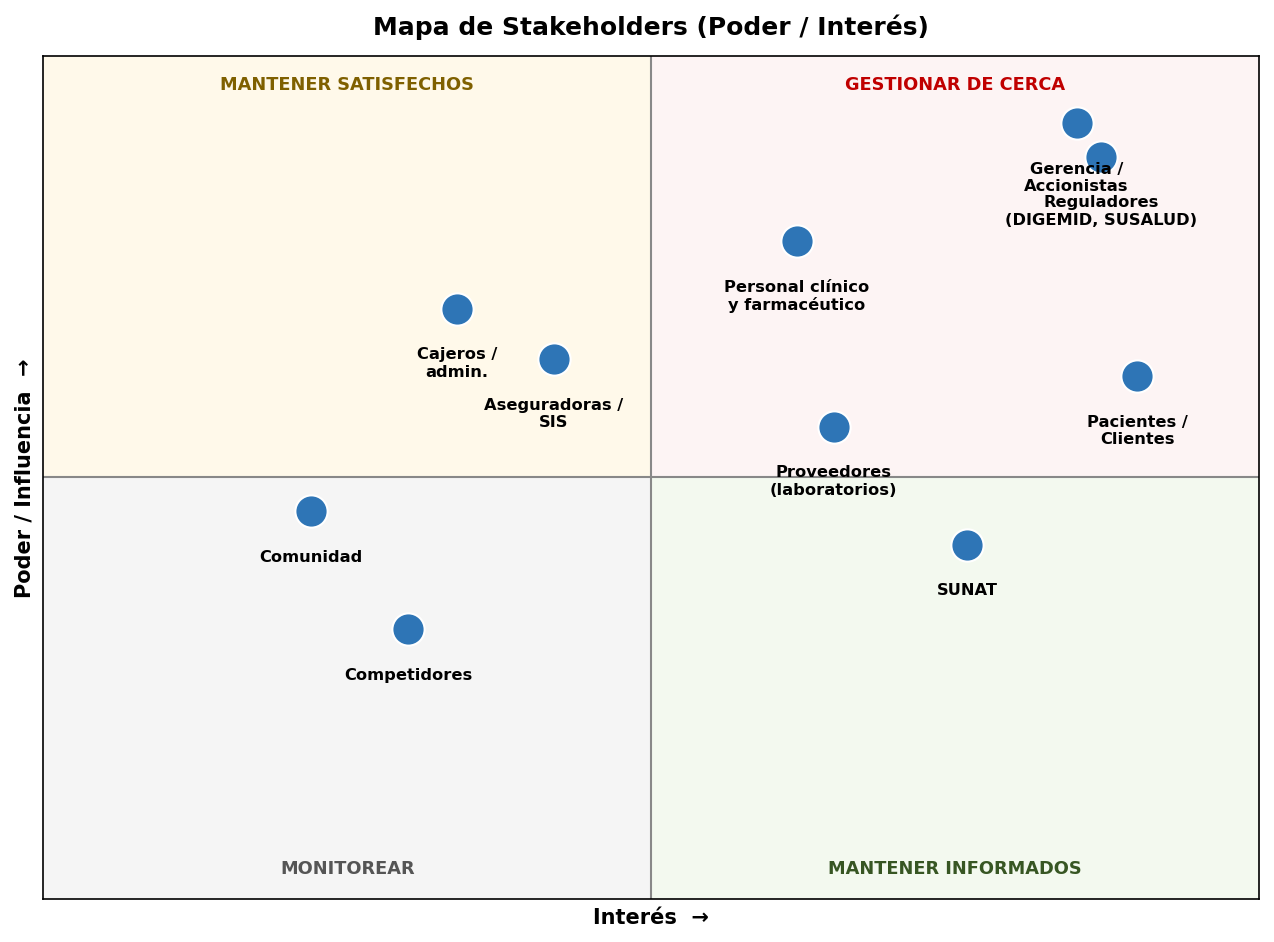 Mapa de Stakeholders (Poder / Interés)
MANTENER SATISFECHOS
GESTIONAR DE CERCA
Gerencia /
Accionistas
Reguladores
(DIGEMID, SUSALUD)
Personal clínico
y farmacéutico
Cajeros /
admin.
Aseguradoras /
SIS
Pacientes /
Clientes
Proveedores
(laboratorios)
Comunidad
SUNAT
Competidores
MONITOREAR
MANTENER INFORMADOS
Poder / Influencia →
Interés →